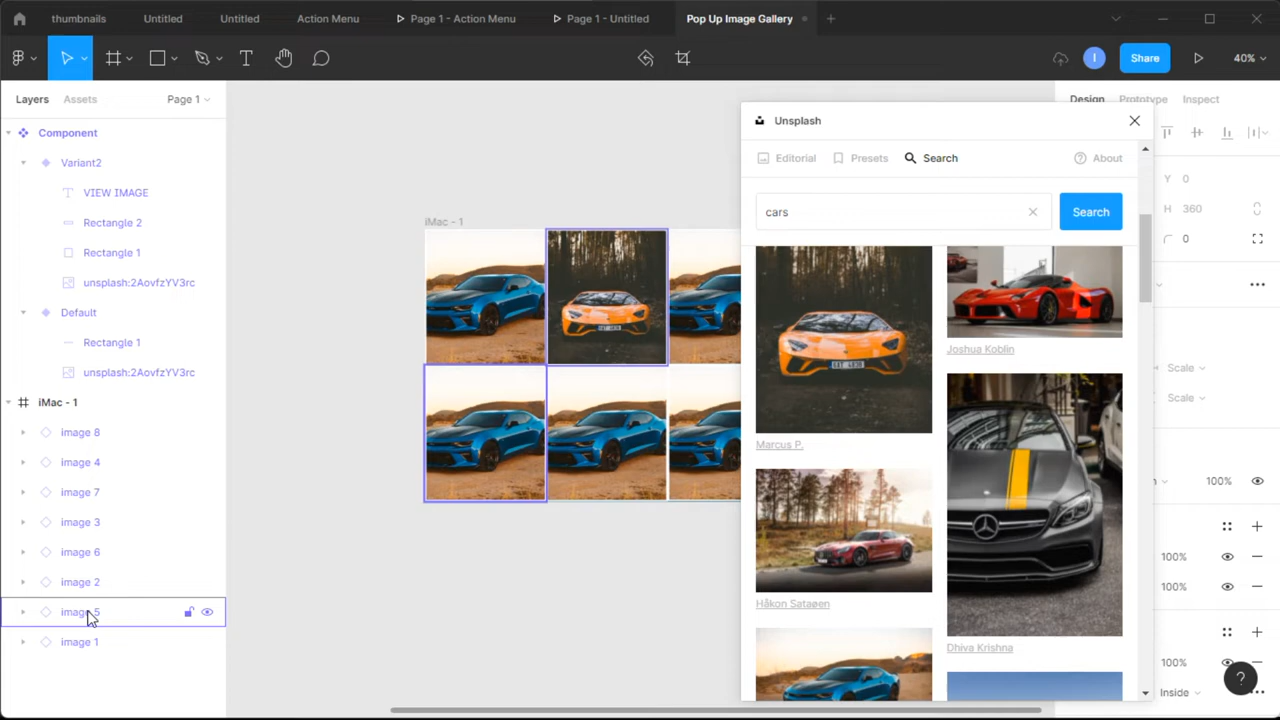 thumbnails Untitled Untitled Action Menu Page 1 - Action Menu Page 1 - Untitled Pop Up Image Gallery
T I Share 40%
Layers Assets Page 1
Design Prototype Inspect
Component
Variant2
VIEW IMAGE
Rectangle 2
Rectangle 1
unsplash:2AovfzYV3rc
Default
Rectangle 1
unsplash:2AovfzYV3rc
iMac - 1
image 8
image 4
image 7
image 3
image 6
image 2
image 5
image 1
iMac - 1
Unsplash
Editorial Presets Search About
cars Search
Joshua Koblin
Marcus P.
Håkon Sataøen
Dhiva Krishna
Y 0
H 360
0
Scale
Scale
100%
100%
100%
100%
Inside
?